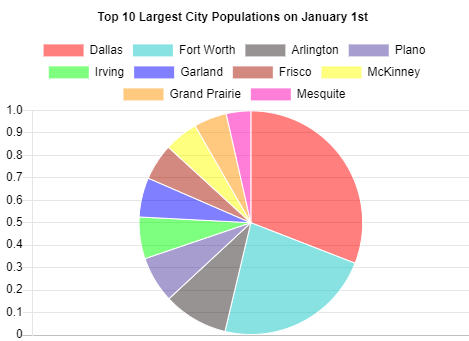 Top 10 Largest City Populations on January 1st
Dallas Fort Worth Arlington Plano
Irving Garland Frisco McKinney
Grand Prairie Mesquite
1.0
0.9
0.8
0.7
0.6
0.5
0.4
0.3
0.2
0.1
0